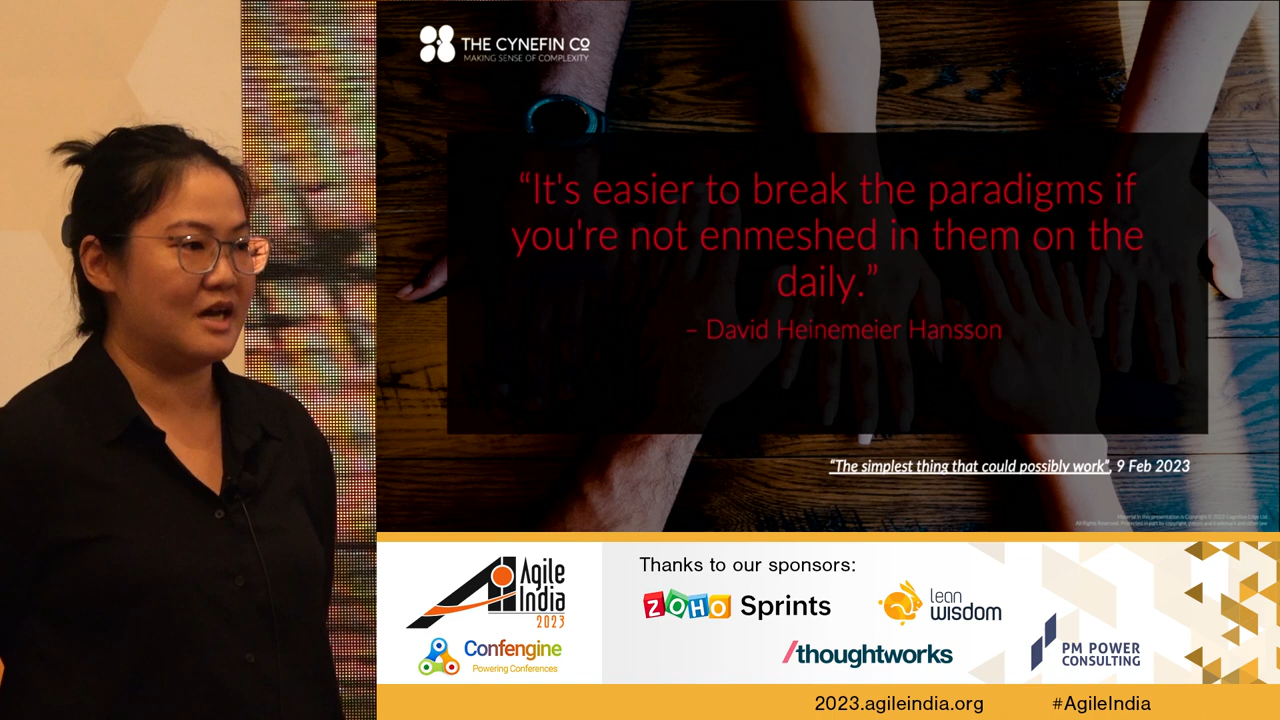 THE CYNEFIN CO
MAKING SENSE OF COMPLEXITY
“It's easier to break the paradigms if
you're not enmeshed in them on the
daily.”
– David Heinemeier Hansson
“The simplest thing that could possibly work”, 9 Feb 2023
Agile
India
2023
Confengine
Powering Conferences
Thanks to our sponsors:
ZOHO Sprints
lean
wisdom
/thoughtworks
PM POWER
CONSULTING
2023.agileindia.org #AgileIndia